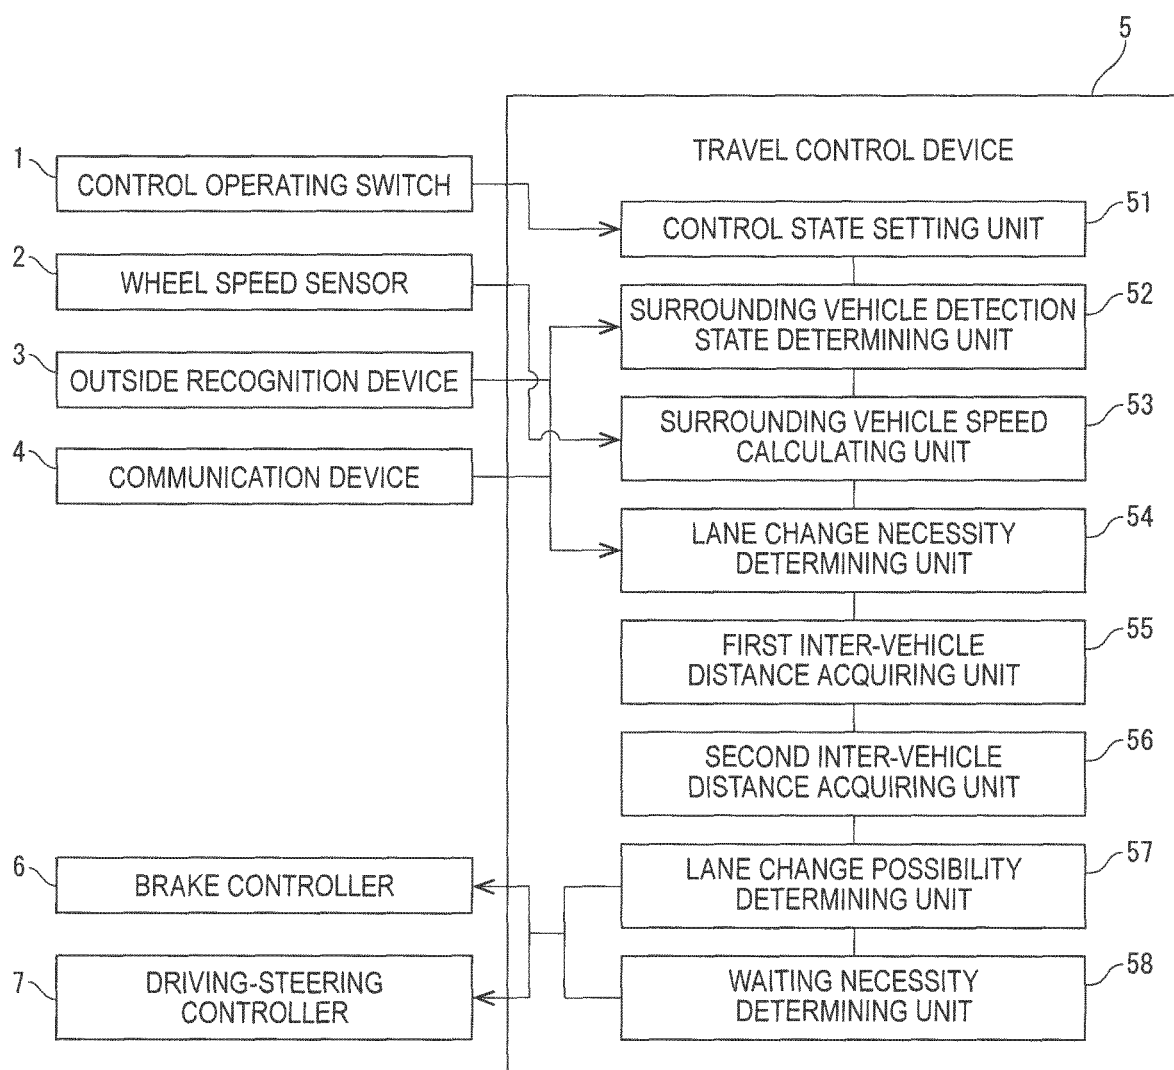 5
TRAVEL CONTROL DEVICE
1
CONTROL OPERATING SWITCH
2
WHEEL SPEED SENSOR
3
OUTSIDE RECOGNITION DEVICE
4
COMMUNICATION DEVICE
51
CONTROL STATE SETTING UNIT
52
SURROUNDING VEHICLE DETECTION
STATE DETERMINING UNIT
53
SURROUNDING VEHICLE SPEED
CALCULATING UNIT
54
LANE CHANGE NECESSITY
DETERMINING UNIT
55
FIRST INTER-VEHICLE
DISTANCE ACQUIRING UNIT
56
SECOND INTER-VEHICLE
DISTANCE ACQUIRING UNIT
57
LANE CHANGE POSSIBILITY
DETERMINING UNIT
58
WAITING NECESSITY
DETERMINING UNIT
6
BRAKE CONTROLLER
7
DRIVING-STEERING
CONTROLLER